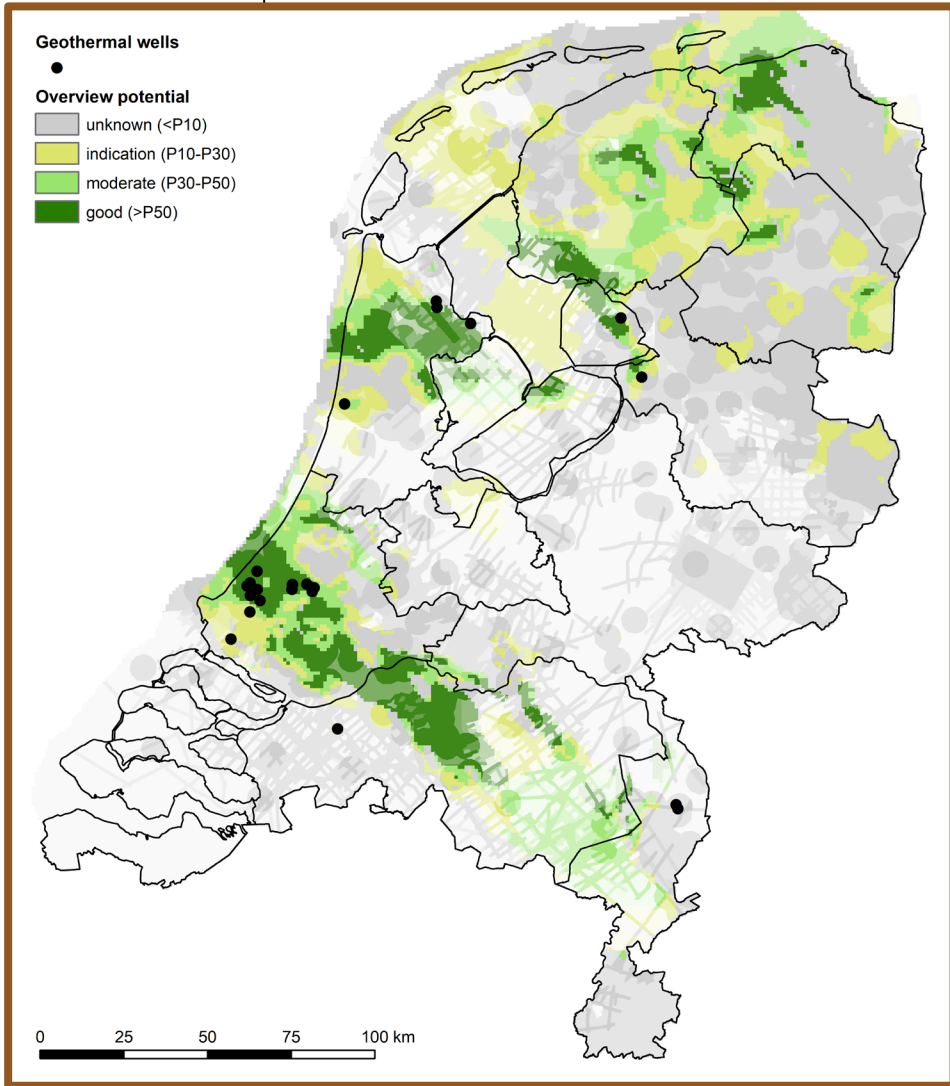 Geothermal wells
Overview potential
unknown (<P10)
indication (P10-P30)
moderate (P30-P50)
good (>P50)
0 25 50 75 100 km